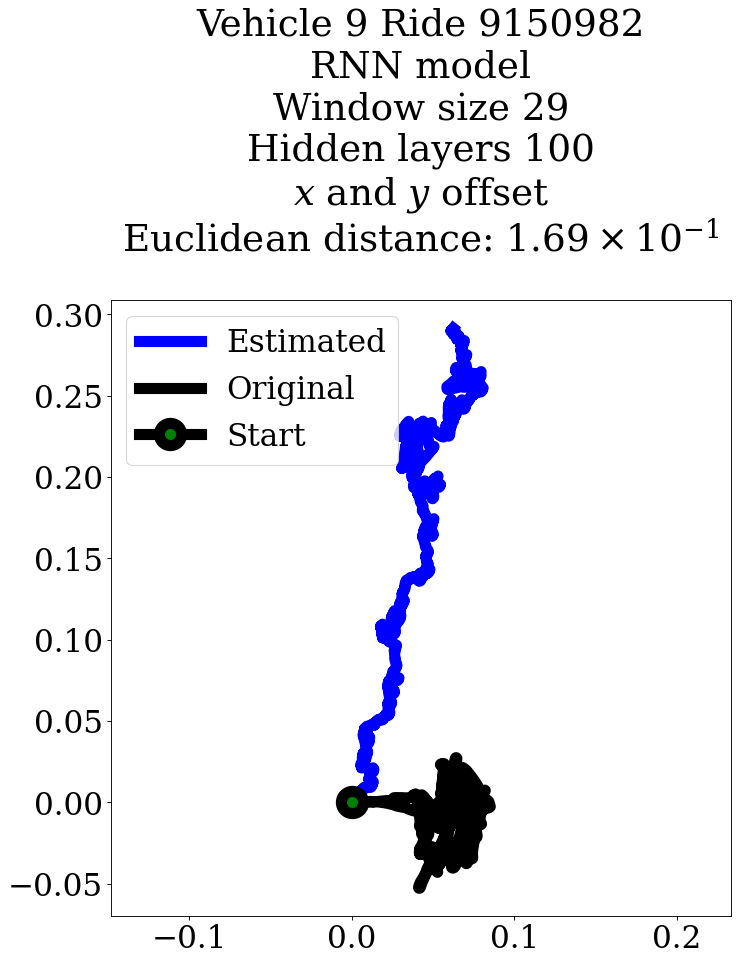 Vehicle 9 Ride 9150982
RNN model
Window size 29
Hidden layers 100
x and y offset
Euclidean distance: 1.69 × 10⁻¹
Estimated
Original
Start
0.30
0.25
0.20
0.15
0.10
0.05
0.00
−0.05
−0.1 0.0 0.1 0.2